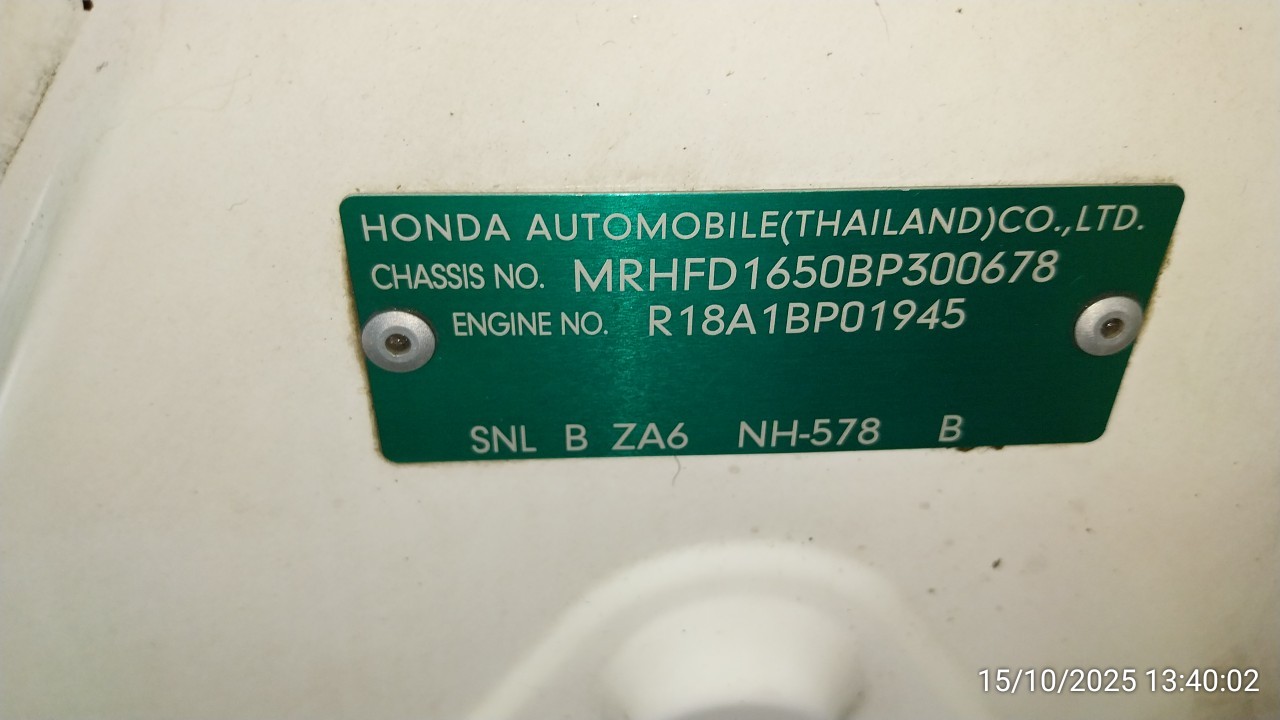 HONDA AUTOMOBILE(THAILAND)CO.,LTD.
CHASSIS NO. MRHFD1650BP300678
ENGINE NO. R18A1BP01945
SNL B ZA6 NH-578 B
15/10/2025 13:40:02